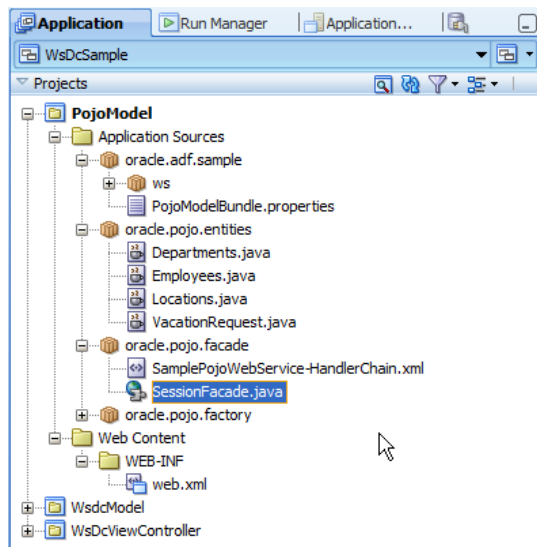 Application Run Manager Application...
WsDcSample
Projects
PojoModel
Application Sources
oracle.adf.sample
ws
PojoModelBundle.properties
oracle.pojo.entities
Departments.java
Employees.java
Locations.java
VacationRequest.java
oracle.pojo.facade
SamplePojoWebService-HandlerChain.xml
SessionFacade.java
oracle.pojo.factory
Web Content
WEB-INF
web.xml
WsdcModel
WsDcViewController